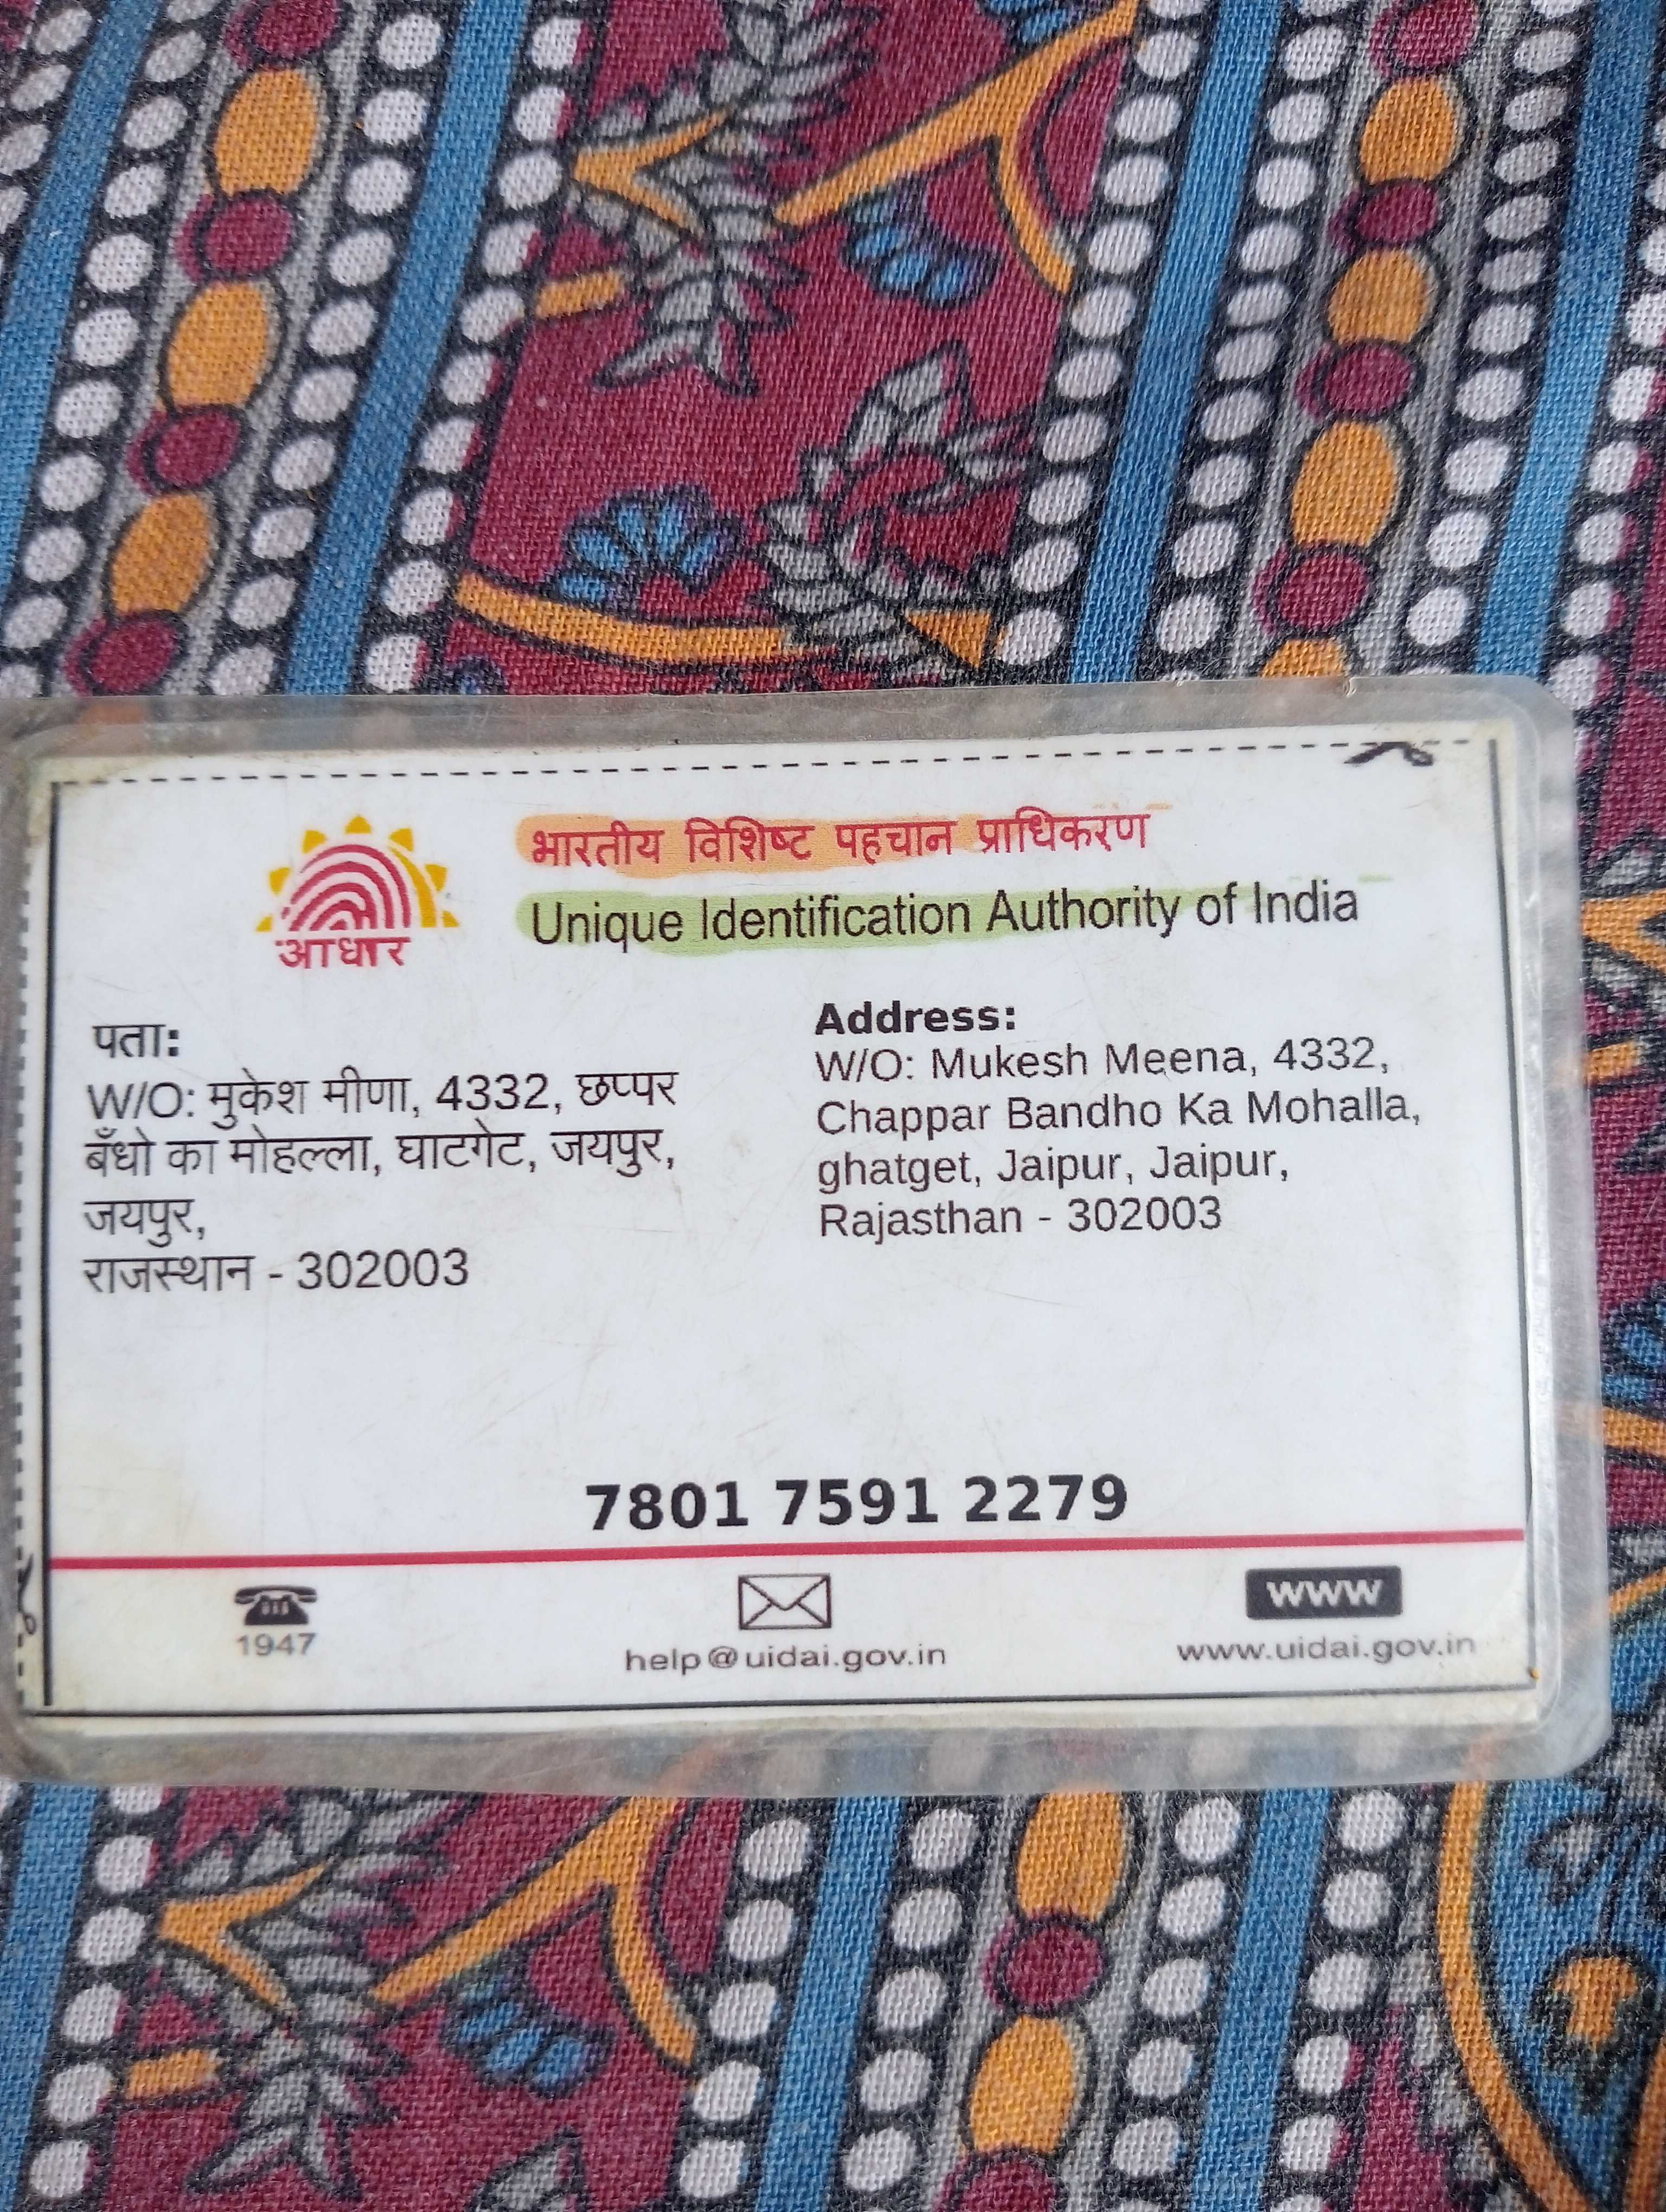 भारतीय विशिष्ट पहचान प्राधिकरण
Unique Identification Authority of India
आधार
पता:
W/O: मुकेश मीणा, 4332, छप्पर
बँधो का मोहल्ला, घाटगेट, जयपुर,
जयपुर,
राजस्थान - 302003
Address:
W/O: Mukesh Meena, 4332,
Chappar Bandho Ka Mohalla,
ghatget, Jaipur, Jaipur,
Rajasthan - 302003
7801 7591 2279
1947
help@uidai.gov.in
www
www.uidai.gov.in